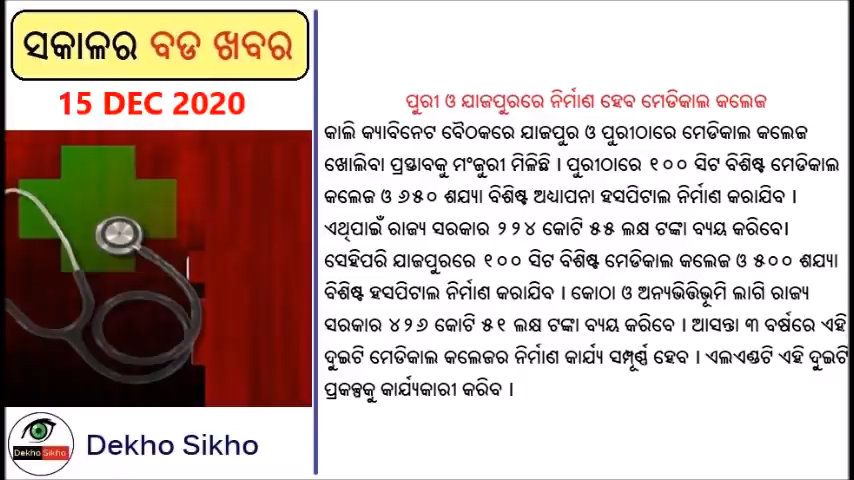 ସକାଳର ବଡ ଖବର
15 DEC 2020
ପୁରୀ ଓ ଯାଜପୁରରେ ନିର୍ମାଣ ହେବ ମେଡିକାଲ କଲେଜ
କାଲି କ୍ୟାବିନେଟ ବୈଠକରେ ଯାଜପୁର ଓ ପୁରୀଠାରେ ମେଡିକାଲ କଲେଜ
ଖୋଲିବା ପ୍ରସ୍ତାବକୁ ମଂଜୁରୀ ମିଳିଛି । ପୁରୀଠାରେ ୧୦୦ ସିଟ ବିଶିଷ୍ଟ ମେଡିକାଲ
କଲେଜ ଓ ୬୫୦ ଶଯ୍ୟା ବିଶିଷ୍ଟ ଅଧ୍ୟାପନା ହସପିଟାଲ ନିର୍ମାଣ କରାଯିବ ।
ଏଥିପାଇଁ ରାଜ୍ୟ ସରକାର ୨୨୪ କୋଟି ୫୫ ଲକ୍ଷ ଟଙ୍କା ବ୍ୟୟ କରିବେ।
ସେହିପରି ଯାଜପୁରରେ ୧୦୦ ସିଟ ବିଶିଷ୍ଟ ମେଡିକାଲ କଲେଜ ଓ ୫୦୦ ଶଯ୍ୟା
ବିଶିଷ୍ଟ ହସପିଟାଲ ନିର୍ମାଣ କରାଯିବ । କୋଠା ଓ ଅନ୍ୟଭିତ୍ତିଭୂମି ଲାଗି ରାଜ୍ୟ
ସରକାର ୪୨୬ କୋଟି ୫୧ ଲକ୍ଷ ଟଙ୍କା ବ୍ୟୟ କରିବେ । ଆସନ୍ତା ୩ ବର୍ଷରେ ଏହି
ଦୁଇଟି ମେଡିକାଲ କଲେଜର ନିର୍ମାଣ କାର୍ଯ୍ୟ ସମ୍ପୂର୍ଣ୍ଣ ହେବ । ଏଲଏଣ୍ଡଟି ଏହି ଦୁଇଟି
ପ୍ରକଳ୍ପକୁ କାର୍ଯ୍ୟକାରୀ କରିବ ।
Dekho Sikho
Dekho Sikho